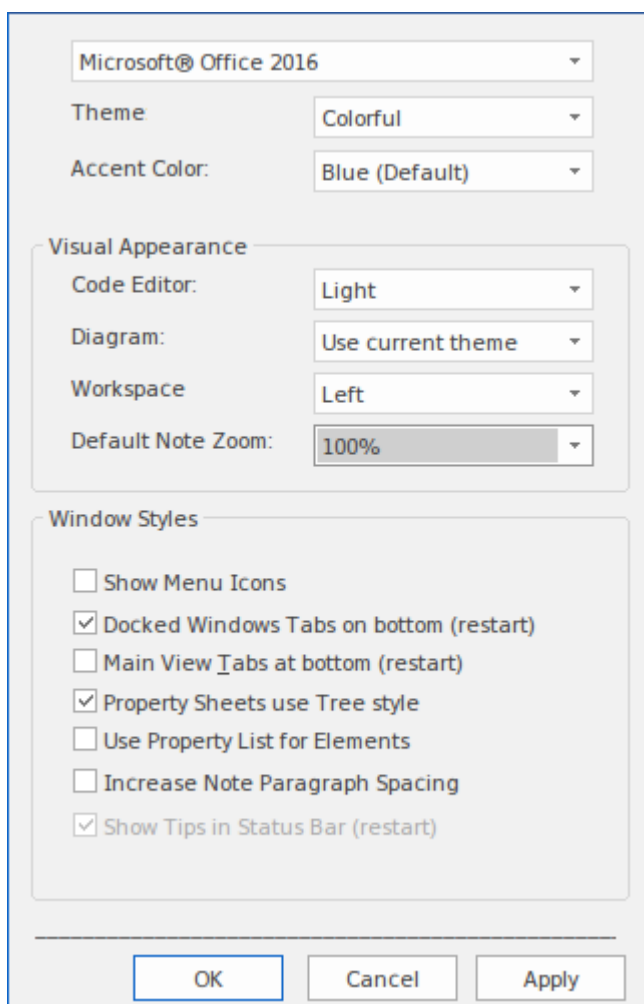 Microsoft® Office 2016
Theme Colorful
Accent Color: Blue (Default)
Visual Appearance
Code Editor: Light
Diagram: Use current theme
Workspace Left
Default Note Zoom: 100%
Window Styles
Show Menu Icons
Docked Windows Tabs on bottom (restart)
Main View Tabs at bottom (restart)
Property Sheets use Tree style
Use Property List for Elements
Increase Note Paragraph Spacing
Show Tips in Status Bar (restart)
OK Cancel Apply